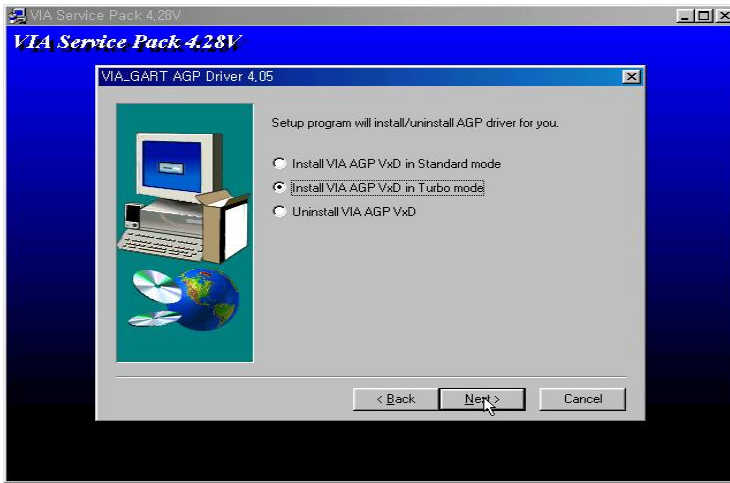 VIA Service Pack 4.28V
VIA Service Pack 4.28V
VIA_GART AGP Driver 4.05
Setup program will install/uninstall AGP driver for you.
Install VIA AGP VxD in Standard mode
Install VIA AGP VxD in Turbo mode
Uninstall VIA AGP VxD
< Back
Next >
Cancel